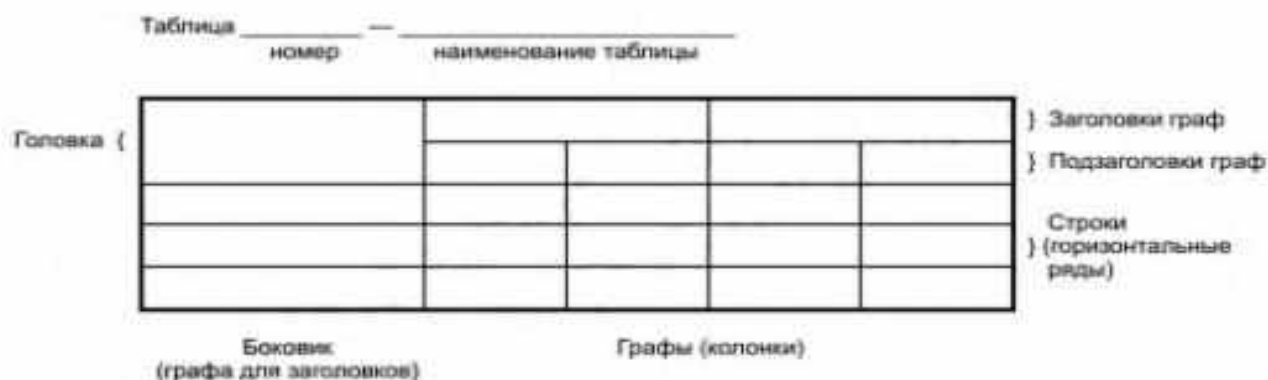 Таблица ________ — ______________________
номер наименование таблицы
Головка {
} Заголовки граф
} Подзаголовки граф
Строки
} (горизонтальные
ряды)
Боковик Графы (колонки)
(графа для заголовков)